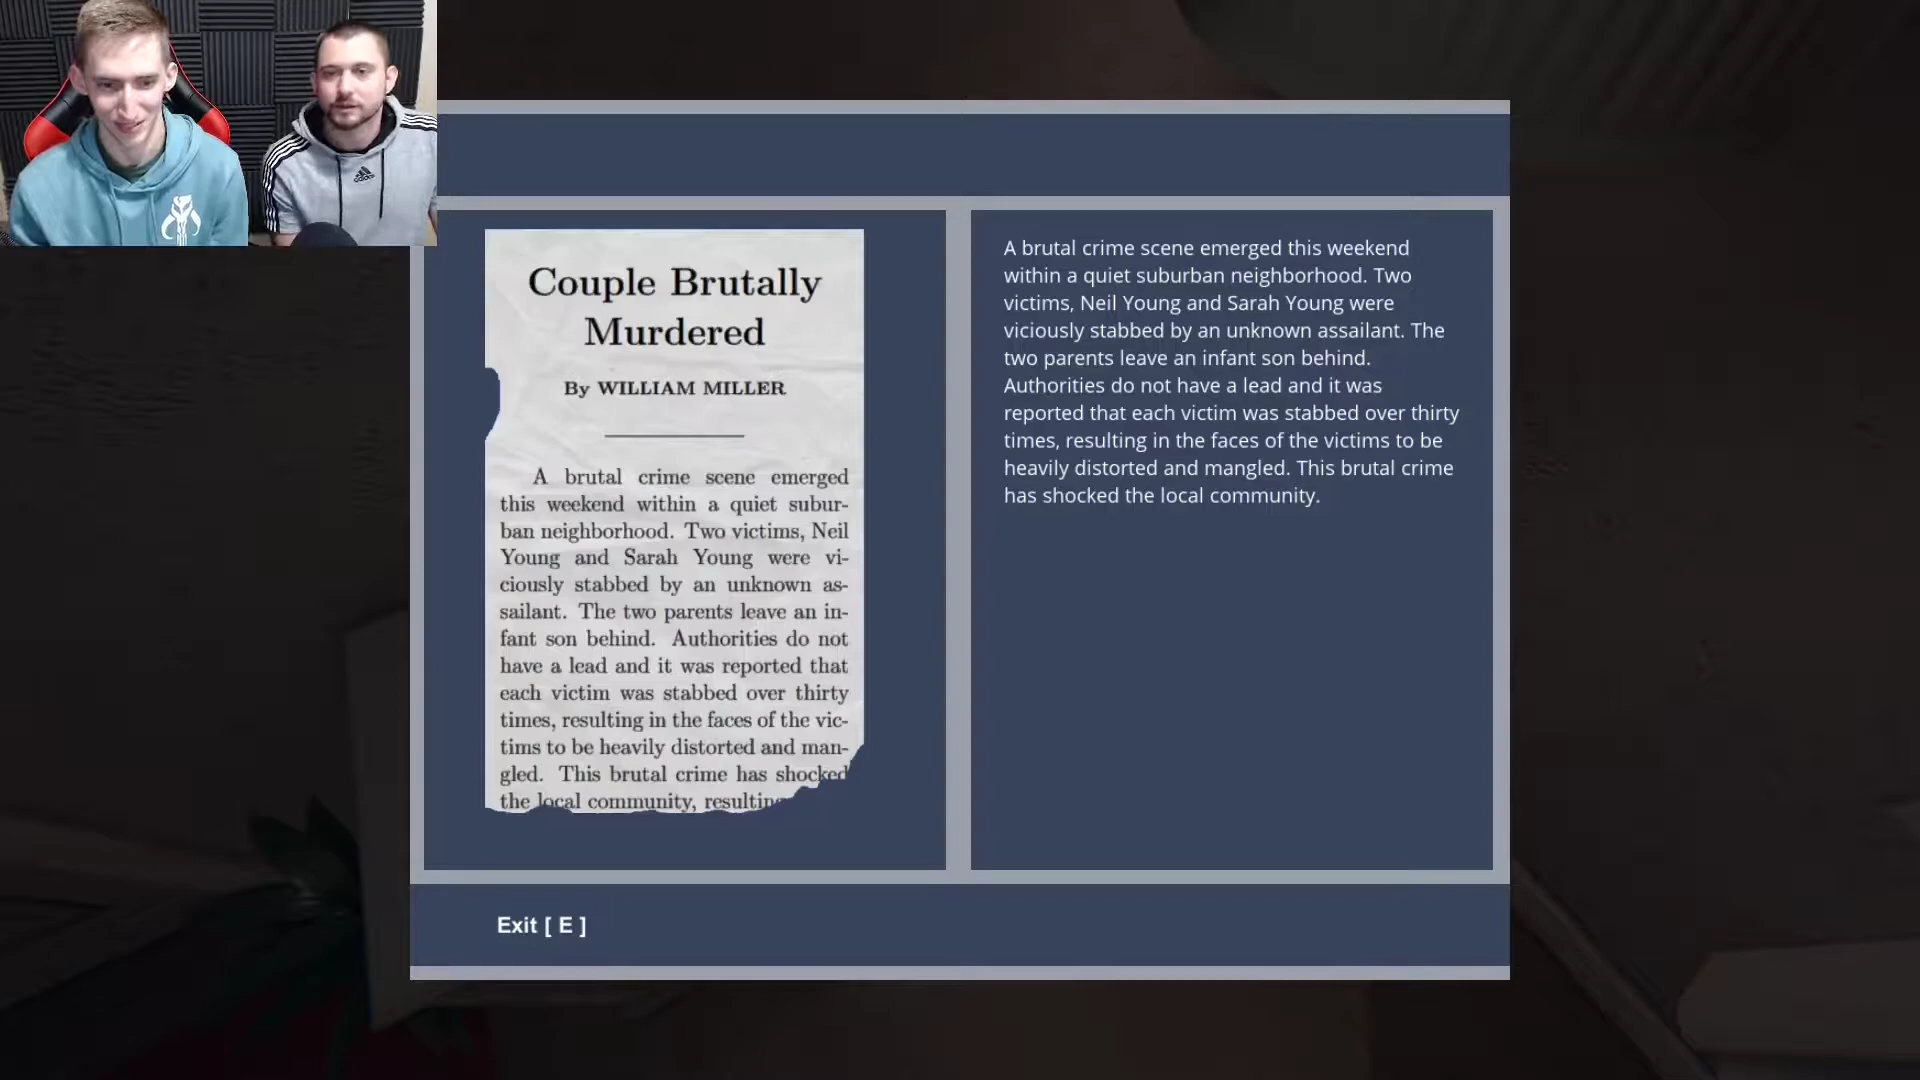 adidas
Couple Brutally
Murdered
By WILLIAM MILLER
A brutal crime scene emerged
this weekend within a quiet subur-
ban neighborhood. Two victims, Neil
Young and Sarah Young were vi-
ciously stabbed by an unknown as-
sailant. The two parents leave an in-
fant son behind. Authorities do not
have a lead and it was reported that
each victim was stabbed over thirty
times, resulting in the faces of the vic-
tims to be heavily distorted and man-
gled. This brutal crime has shocked
the local community, resulting
A brutal crime scene emerged this weekend
within a quiet suburban neighborhood. Two
victims, Neil Young and Sarah Young were
viciously stabbed by an unknown assailant. The
two parents leave an infant son behind.
Authorities do not have a lead and it was
reported that each victim was stabbed over thirty
times, resulting in the faces of the victims to be
heavily distorted and mangled. This brutal crime
has shocked the local community.
Exit [ E ]